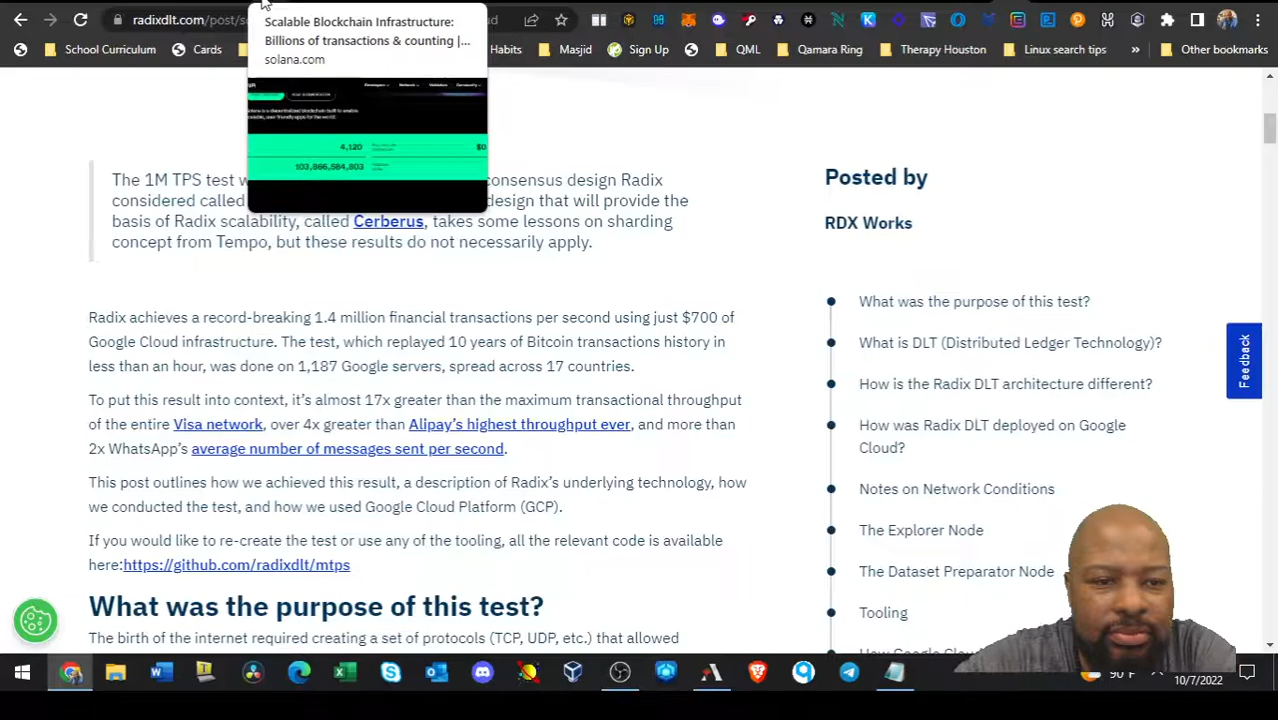 radixdlt.com/post/sc
Scalable Blockchain Infrastructure:
Billions of transactions & counting |...
solana.com
School Curriculum
Cards
Habits
Masjid
Sign Up
QML
Qamara Ring
Therapy Houston
Linux search tips
»
Other bookmarks
4,120
$0
103,866,584,803
The 1M TPS test w
consensus design Radix
considered called
design that will provide the
basis of Radix scalability, called Cerberus, takes some lessons on sharding
concept from Tempo, but these results do not necessarily apply.
Radix achieves a record-breaking 1.4 million financial transactions per second using just $700 of
Google Cloud infrastructure. The test, which replayed 10 years of Bitcoin transactions history in
less than an hour, was done on 1,187 Google servers, spread across 17 countries.
To put this result into context, it's almost 17x greater than the maximum transactional throughput
of the entire Visa network, over 4x greater than Alipay's highest throughput ever, and more than
2x WhatsApp's average number of messages sent per second.
This post outlines how we achieved this result, a description of Radix's underlying technology, how
we conducted the test, and how we used Google Cloud Platform (GCP).
If you would like to re-create the test or use any of the tooling, all the relevant code is available
here:https://github.com/radixdlt/mtps
What was the purpose of this test?
The birth of the internet required creating a set of protocols (TCP, UDP, etc.) that allowed
Posted by
RDX Works
What was the purpose of this test?
What is DLT (Distributed Ledger Technology)?
How is the Radix DLT architecture different?
How was Radix DLT deployed on Google
Cloud?
Notes on Network Conditions
The Explorer Node
The Dataset Preparator Node
Tooling
How Google Cloud
Feedback
90°F
10/7/2022